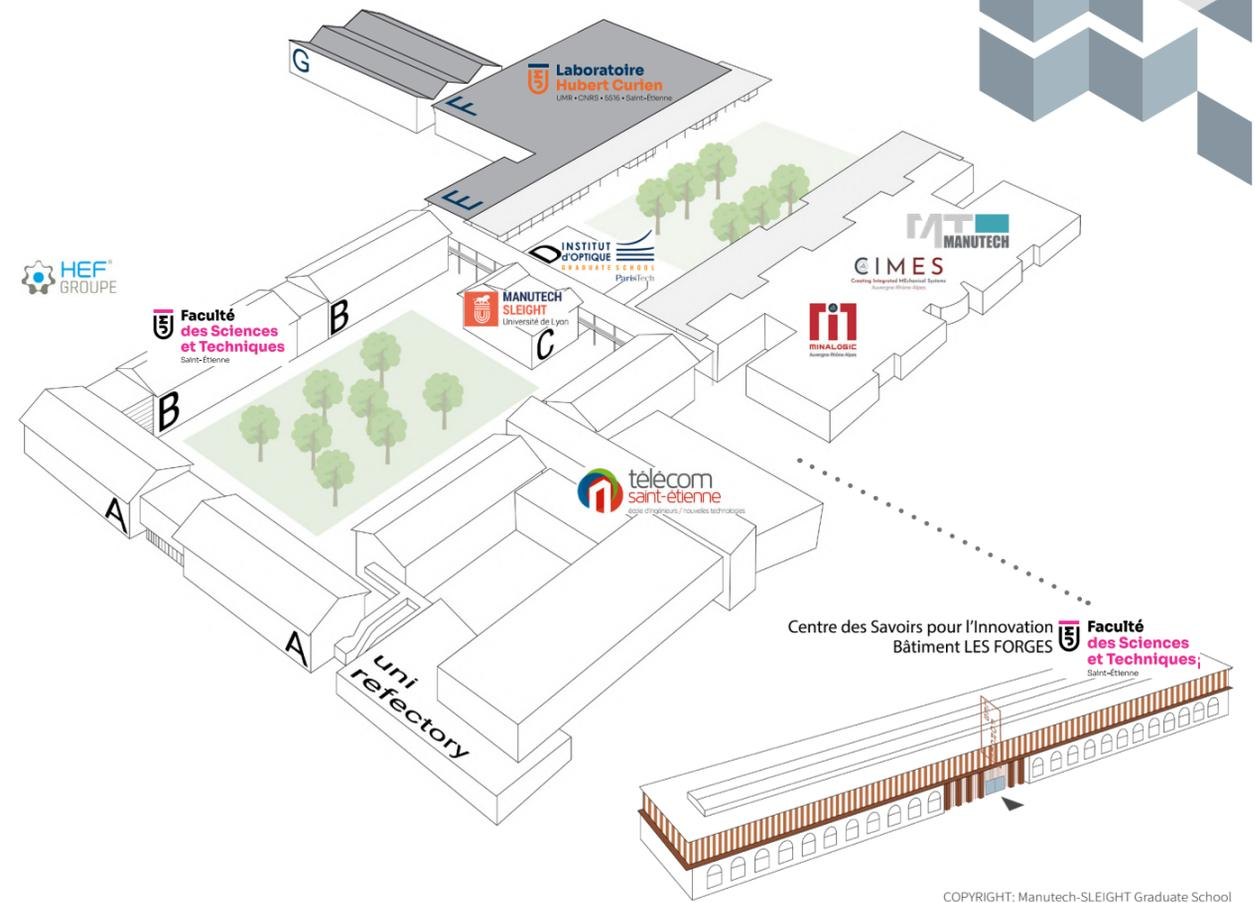 G
F
Laboratoire
Hubert Curien
UMR • CNRS • 5516 • Saint-Étienne
E
HEF®
GROUPE
Faculté
des Sciences
et Techniques
Saint-Étienne
B
B
D
INSTITUT
d'OPTIQUE
GRADUATE SCHOOL
ParisTech
MANUTECH
SLEIGHT
Université de Lyon
C
MT
MANUTECH
CIMES
Creating Integrated MEchanical Systems
Auvergne-Rhône-Alpes
MINALOGIC
Auvergne-Rhône-Alpes
A
A
télécom
saint-étienne
école d'ingénieurs / nouvelles technologies
uni
refectory
Centre des Savoirs pour l'Innovation
Bâtiment LES FORGES
Faculté
des Sciences
et Techniques
Saint-Étienne
COPYRIGHT: Manutech-SLEIGHT Graduate School